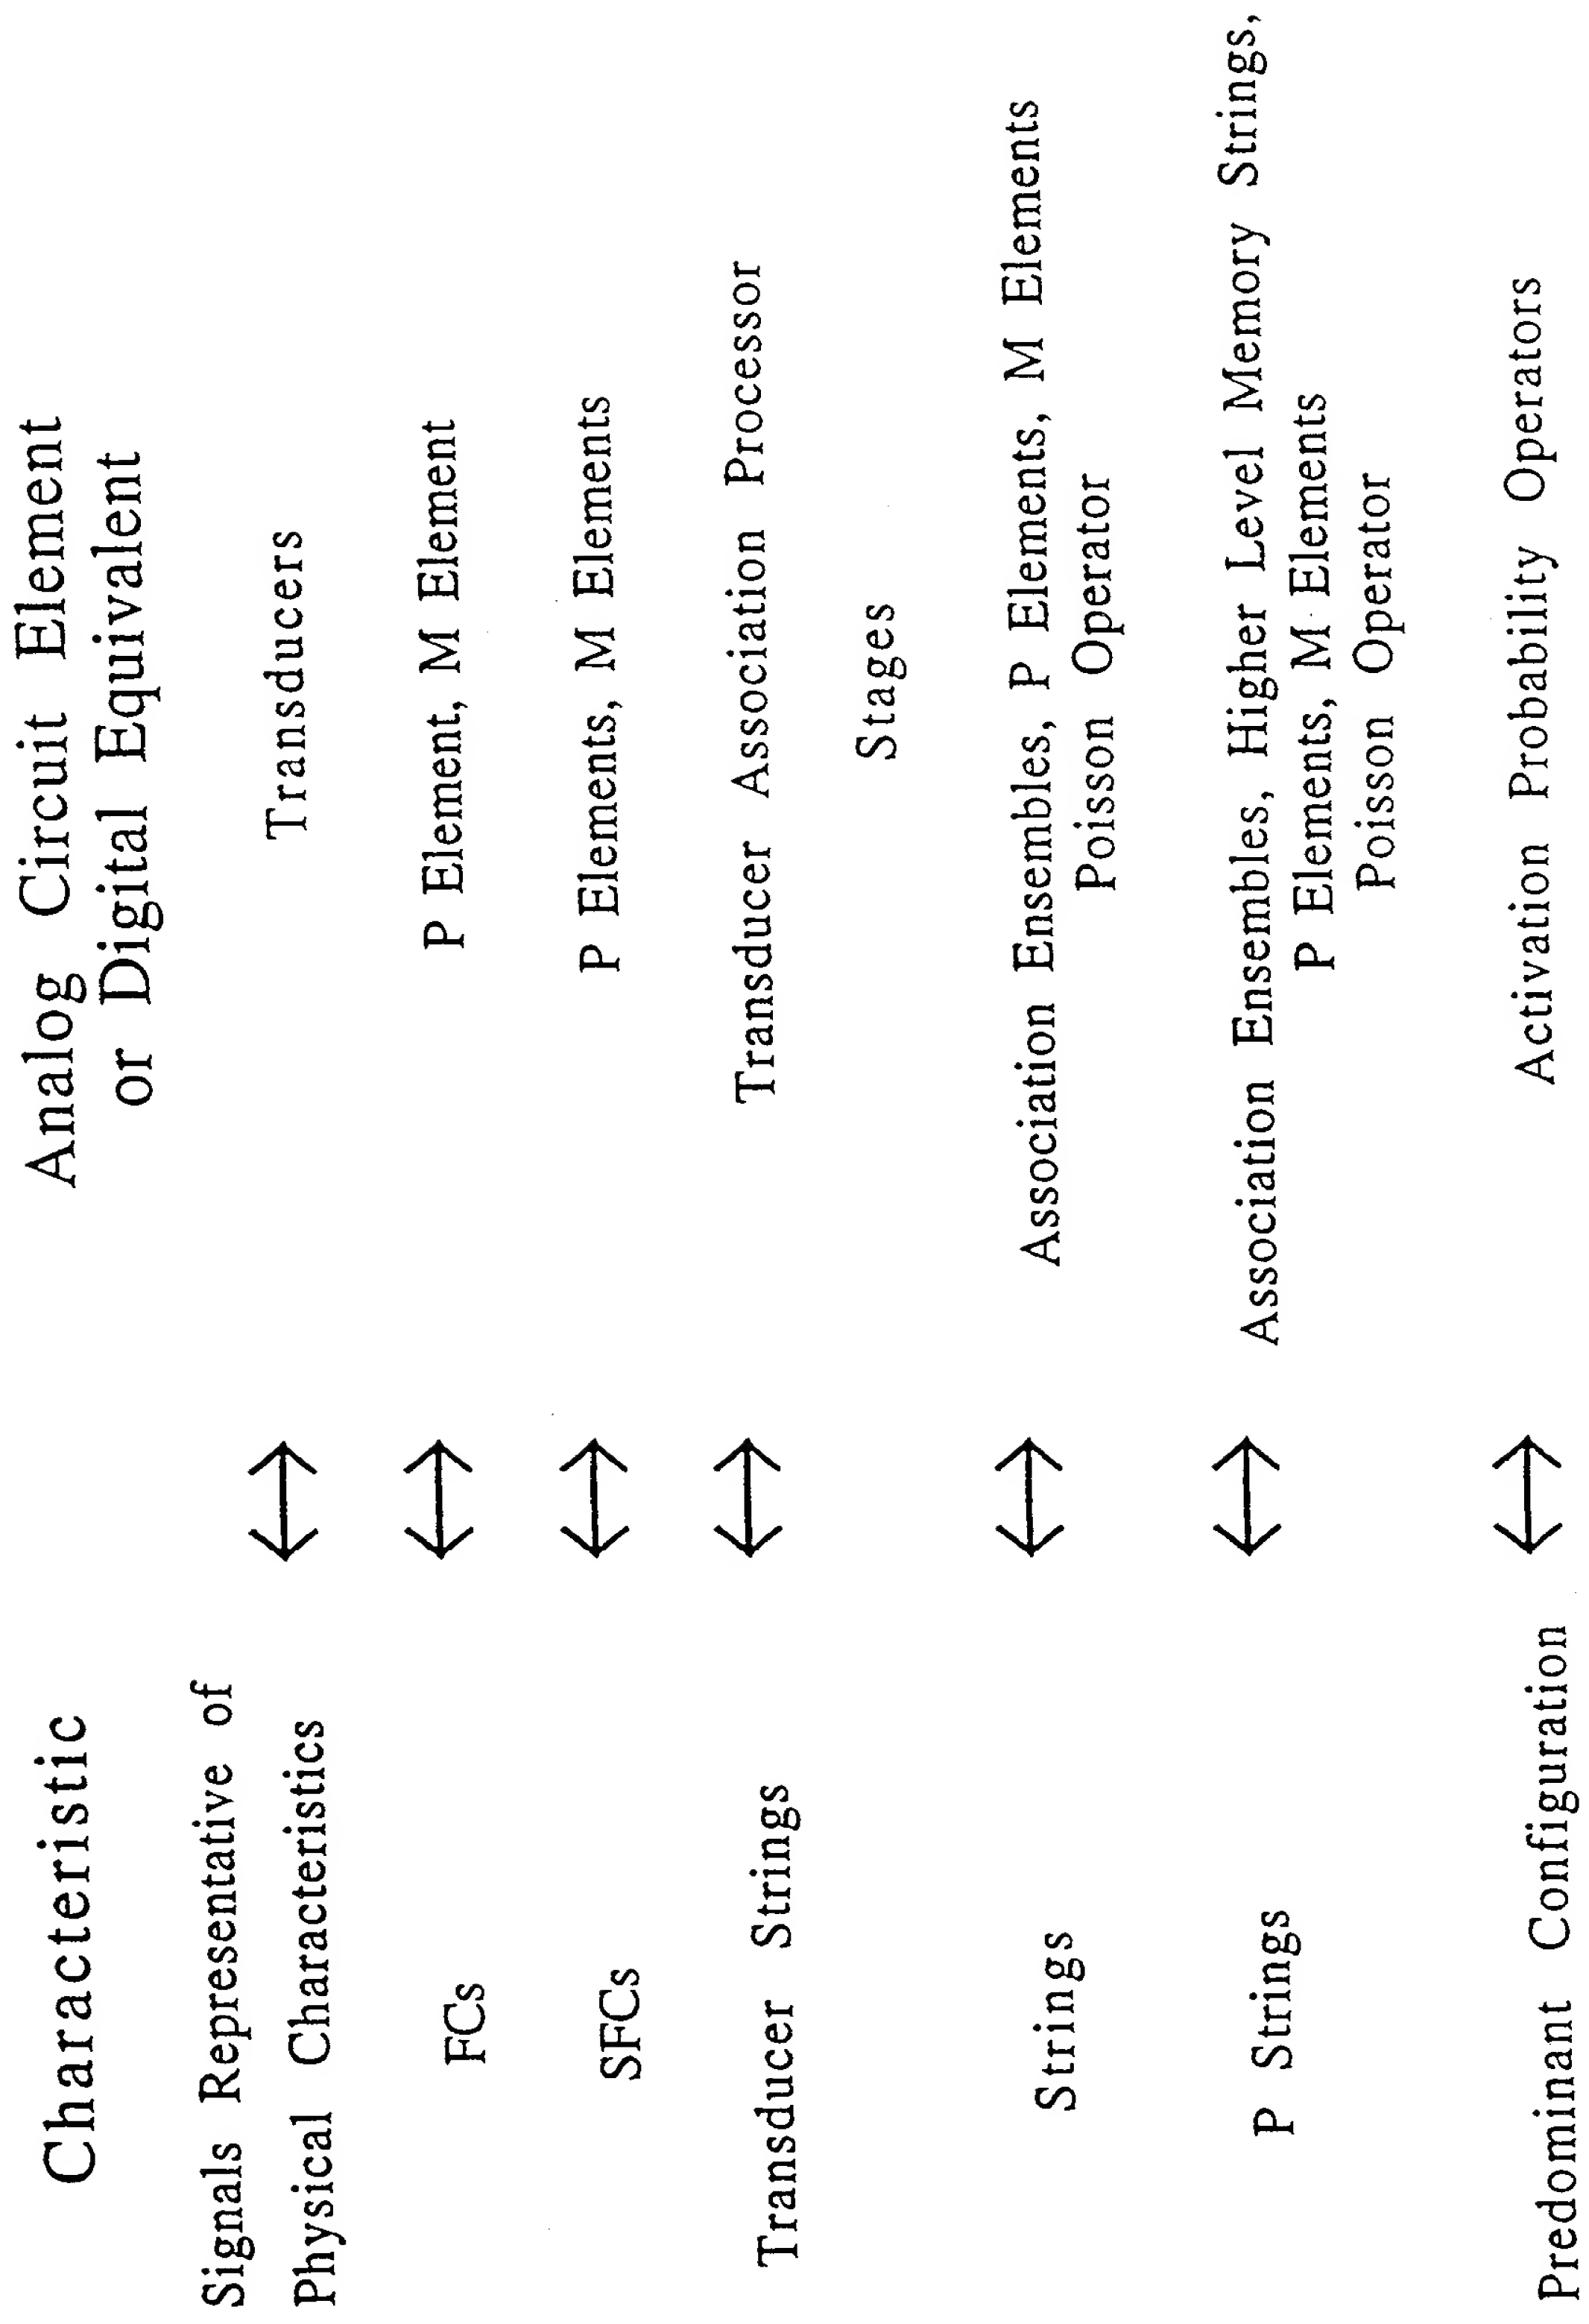 Characteristic
Analog Circuit Element
or Digital Equivalent
Signals Representative of
Physical Characteristics
Transducers
FCs
P Element, M Element
SFCs
P Elements, M Elements
Transducer Strings
Transducer Association Processor
Stages
Strings
Association Ensembles, P Elements, M Elements
Poisson Operator
P Strings
Association Ensembles, Higher Level Memory Strings,
P Elements, M Elements
Poisson Operator
Predominant Configuration
Activation Probability Operators